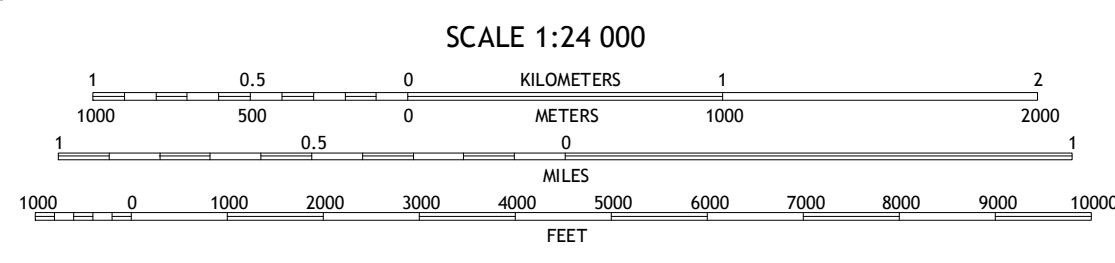 SCALE 1:24 000
1 0.5 0 KILOMETERS 1 2
1000 500 0 METERS 1000 2000
1 0.5 0 1
MILES
1000 0 1000 2000 3000 4000 5000 6000 7000 8000 9000 10000
FEET